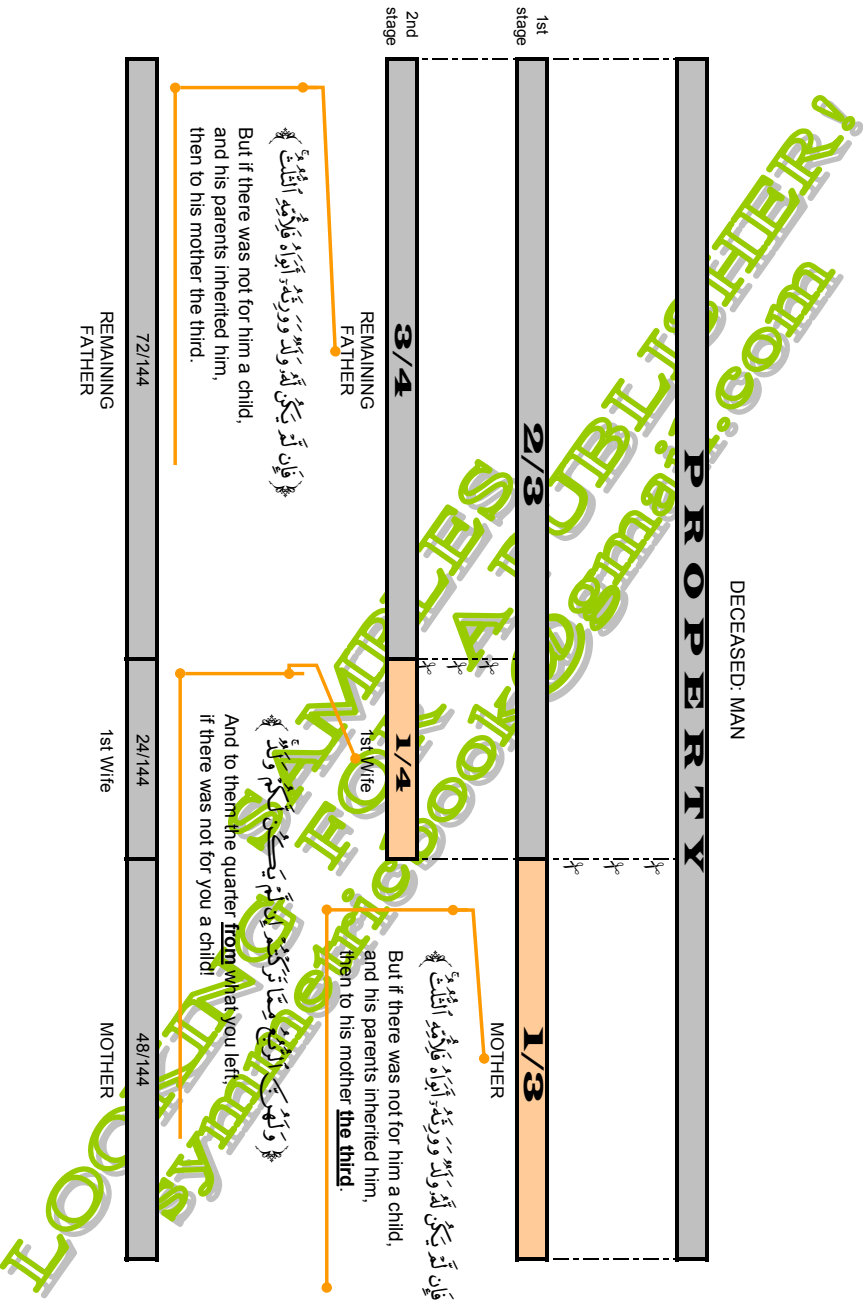 DECEASED: MAN
PROPERTY
1st
stage
2/3
1/3
MOTHER
﴿ فَإِن لَّمْ يَكُن لَّهُۥ وَلَدٌ وَوَرِثَهُۥٓ أَبَوَاهُ فَلِأُمِّهِ ٱلثُّلُثُ ۚ ﴾
But if there was not for him a child,
and his parents inherited him,
then to his mother the third.
2nd
stage
3/4
1/4
REMAINING
FATHER
1st Wife
﴿ فَإِن لَّمْ يَكُن لَّهُۥ وَلَدٌ وَوَرِثَهُۥٓ أَبَوَاهُ فَلِأُمِّهِ ٱلثُّلُثُ ۚ ﴾
But if there was not for him a child,
and his parents inherited him,
then to his mother the third.
﴿ وَلَهُنَّ ٱلرُّبُعُ مِمَّا تَرَكْتُمْ إِن لَّمْ يَكُن لَّكُمْ وَلَدٌ ۚ ﴾
And to them the quarter from what you left,
if there was not for you a child!
72/144
24/144
48/144
REMAINING
FATHER
1st Wife
MOTHER
SAMPLES
LOOKING FOR A PUBLISHER!
symmetricbook@gmail.com